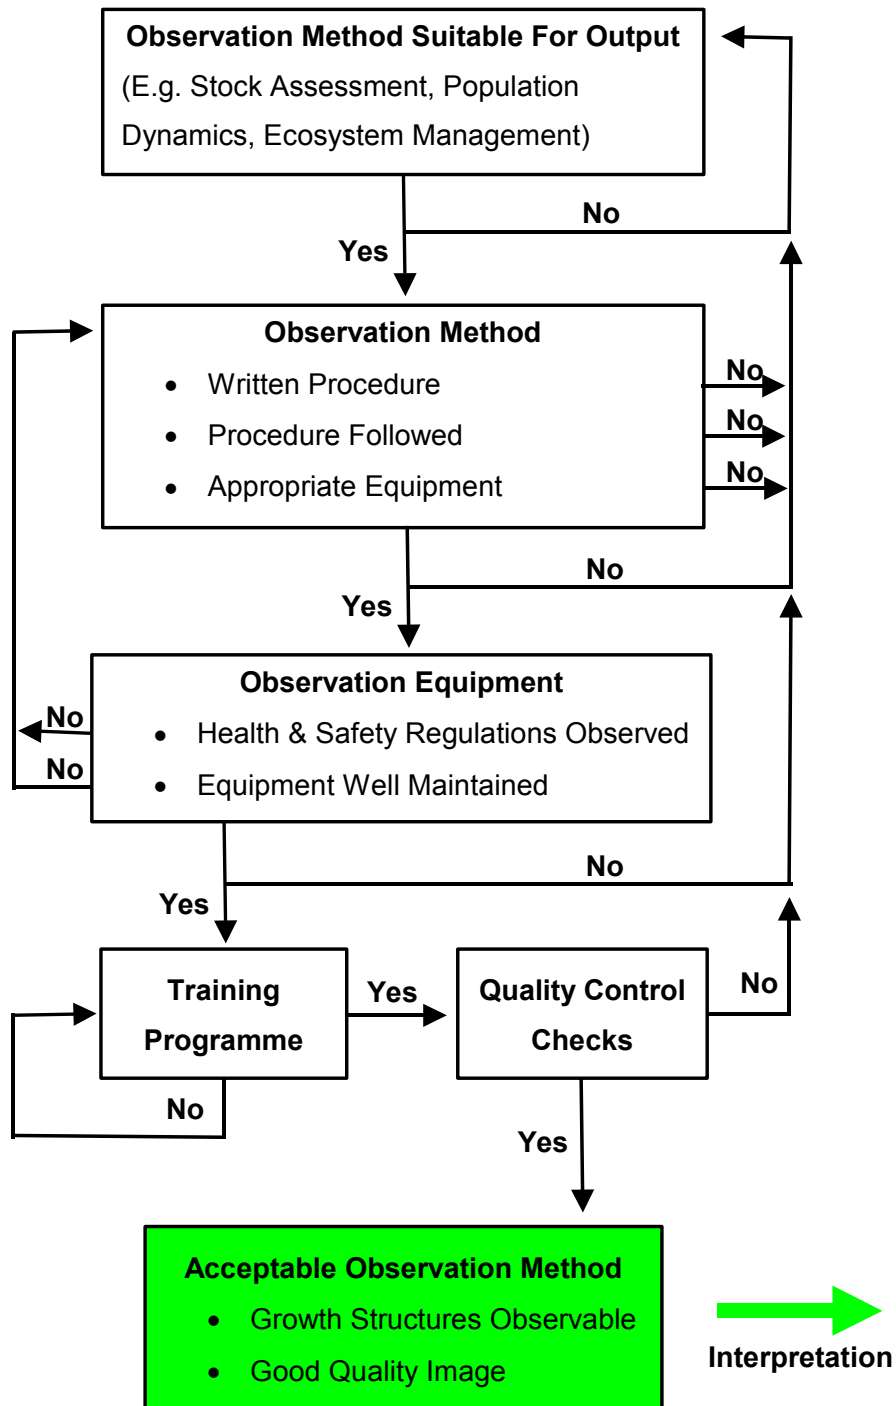 Observation Method Suitable For Output
(E.g. Stock Assessment, Population
Dynamics, Ecosystem Management)
No
Yes
Observation Method
• Written Procedure
No
• Procedure Followed
No
• Appropriate Equipment
No
No
Yes
Observation Equipment
No
• Health & Safety Regulations Observed
No
• Equipment Well Maintained
No
Yes
Training
Programme
Yes
Quality Control
Checks
No
No
Yes
Acceptable Observation Method
• Growth Structures Observable
• Good Quality Image
Interpretation